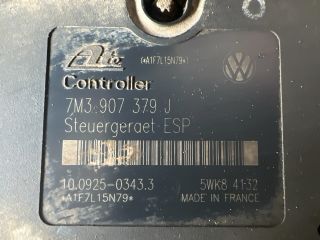 Ate
(*A1F7L15N79*)
Controller
7M3.907 379 J
Steuergeraet ESP
10.0925-0343.3
5WK8 4132
*A1F7L15N79*
MADE IN FRANCE